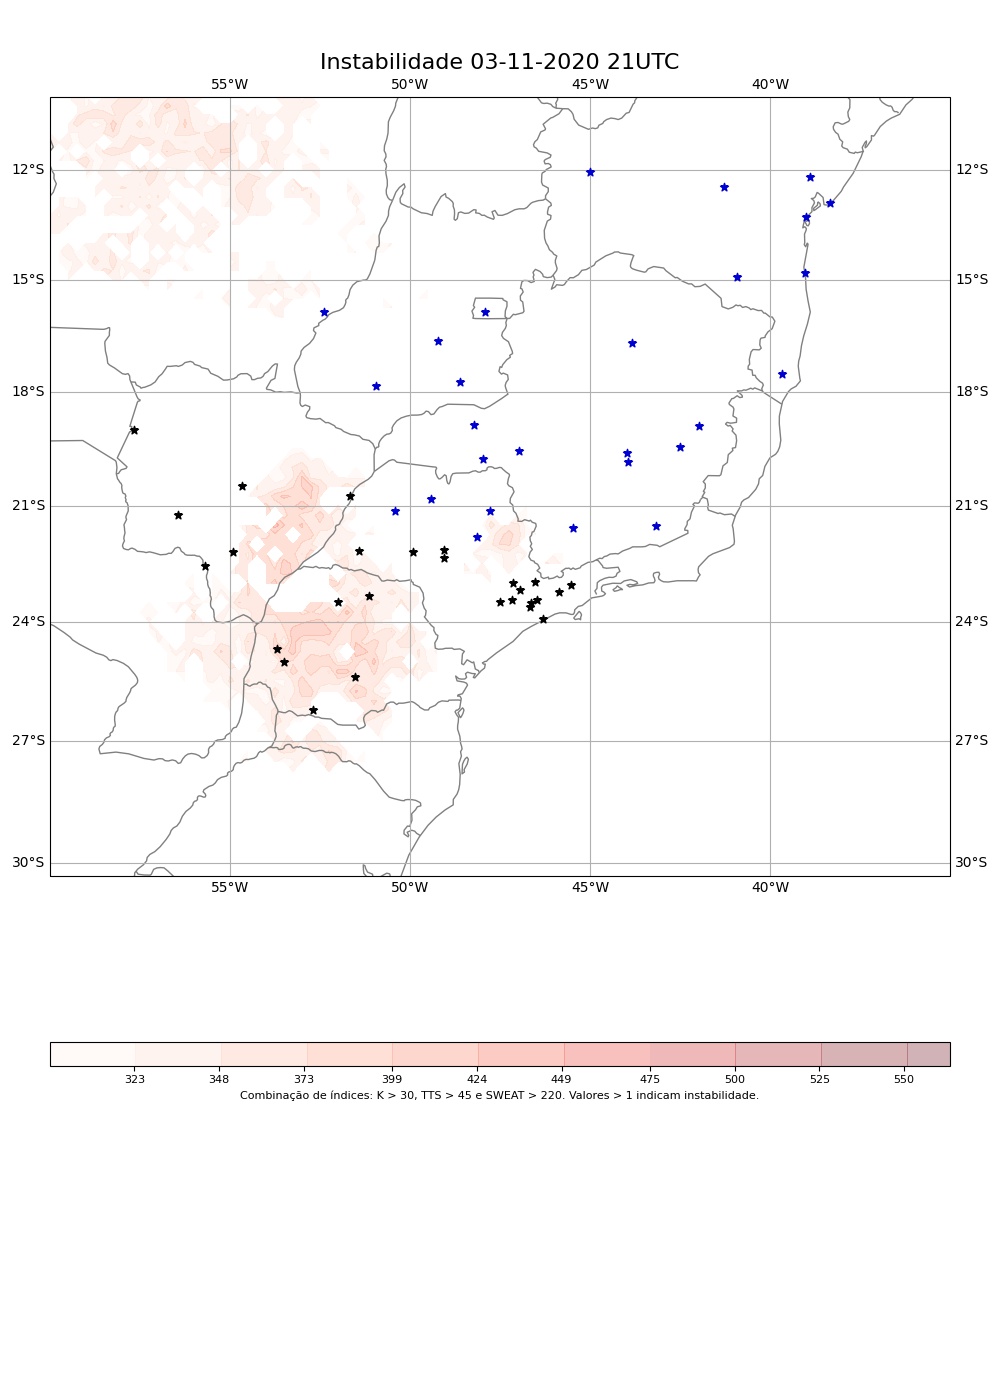 Instabilidade 03-11-2020 21UTC
55°W 50°W 45°W 40°W
12°S 12°S
15°S 15°S
18°S 18°S
21°S 21°S
24°S 24°S
27°S 27°S
30°S 30°S
55°W 50°W 45°W 40°W
323 348 373 399 424 449 475 500 525 550
Combinação de índices: K > 30, TTS > 45 e SWEAT > 220. Valores > 1 indicam instabilidade.